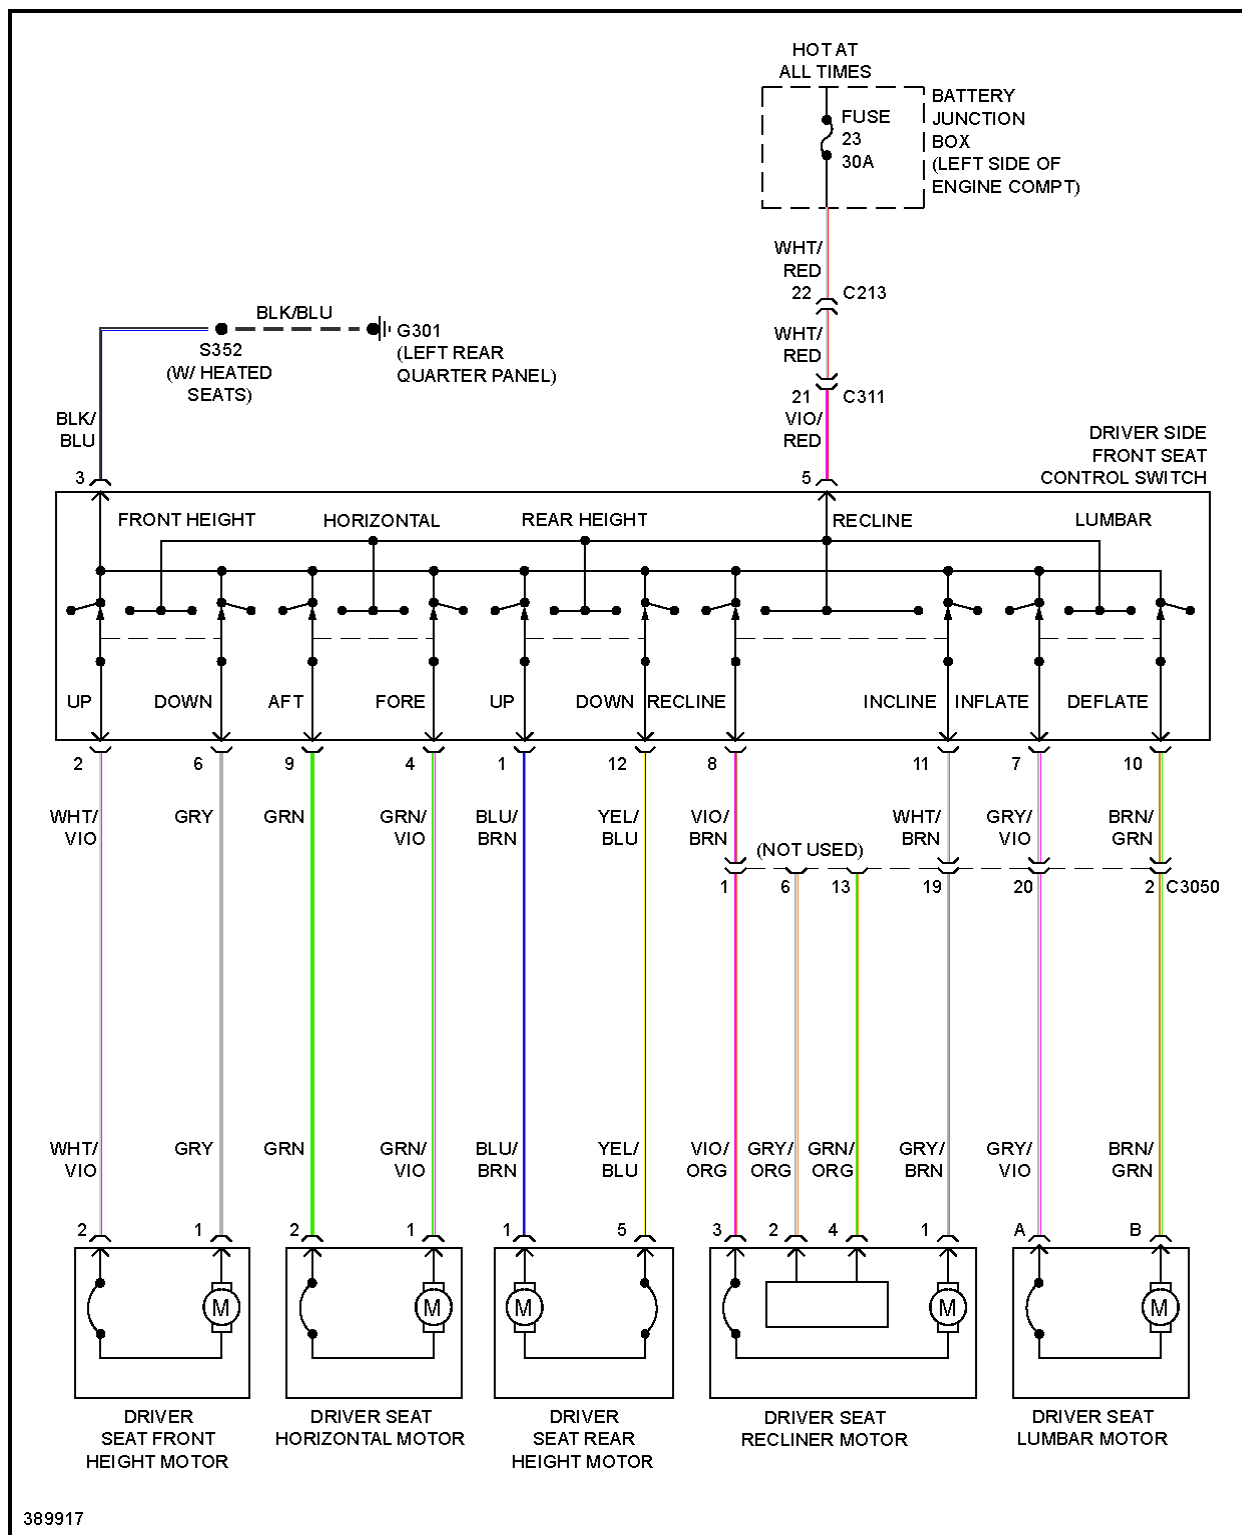 HOT AT
ALL TIMES
FUSE
23
30A
BATTERY
JUNCTION
BOX
(LEFT SIDE OF
ENGINE COMPT)
WHT/
RED
22 C213
WHT/
RED
21 C311
VIO/
RED
BLK/BLU
S352
(W/ HEATED
SEATS)
G301
(LEFT REAR
QUARTER PANEL)
BLK/
BLU
3
5
DRIVER SIDE
FRONT SEAT
CONTROL SWITCH
FRONT HEIGHT HORIZONTAL REAR HEIGHT RECLINE LUMBAR
UP DOWN AFT FORE UP DOWN RECLINE INCLINE INFLATE DEFLATE
2 6 9 4 1 12 8 11 7 10
WHT/ GRY GRN GRN/ BLU/ YEL/ VIO/ WHT/ GRY/ BRN/
VIO VIO BRN BLU BRN BRN VIO GRN
(NOT USED)
1 6 13 19 20 2 C3050
WHT/ GRY GRN GRN/ BLU/ YEL/ VIO/ GRY/ GRN/ GRY/ GRY/ BRN/
VIO VIO BRN BLU ORG ORG ORG BRN VIO GRN
2 1 2 1 1 5 3 2 4 1 A B
M M M M M
DRIVER
SEAT FRONT
HEIGHT MOTOR
DRIVER SEAT
HORIZONTAL MOTOR
DRIVER
SEAT REAR
HEIGHT MOTOR
DRIVER SEAT
RECLINER MOTOR
DRIVER SEAT
LUMBAR MOTOR
389917